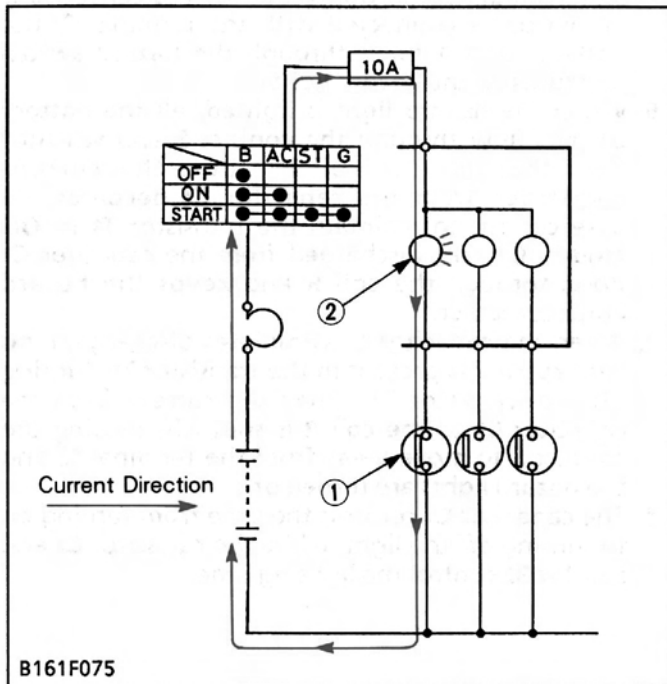 10A
B AC ST G
OFF
ON
START
②
①
Current Direction
B161F075